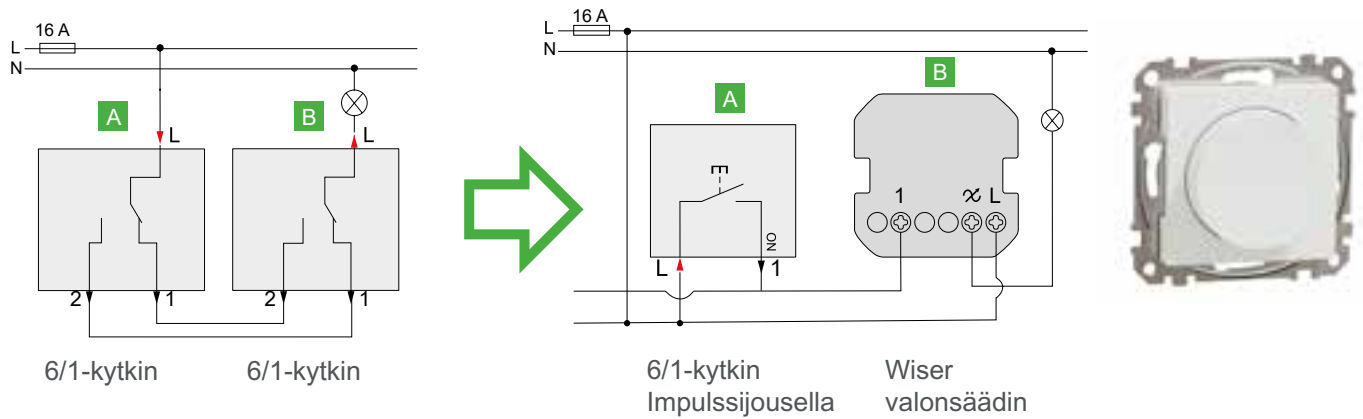 16 A
L
N
A
B
L
L
2
1
2
1
6/1-kytkin
6/1-kytkin
16 A
L
N
A
B
E
1
L
ON
L
1
6/1-kytkin
Impulssijousella
Wiser
valonsäädin